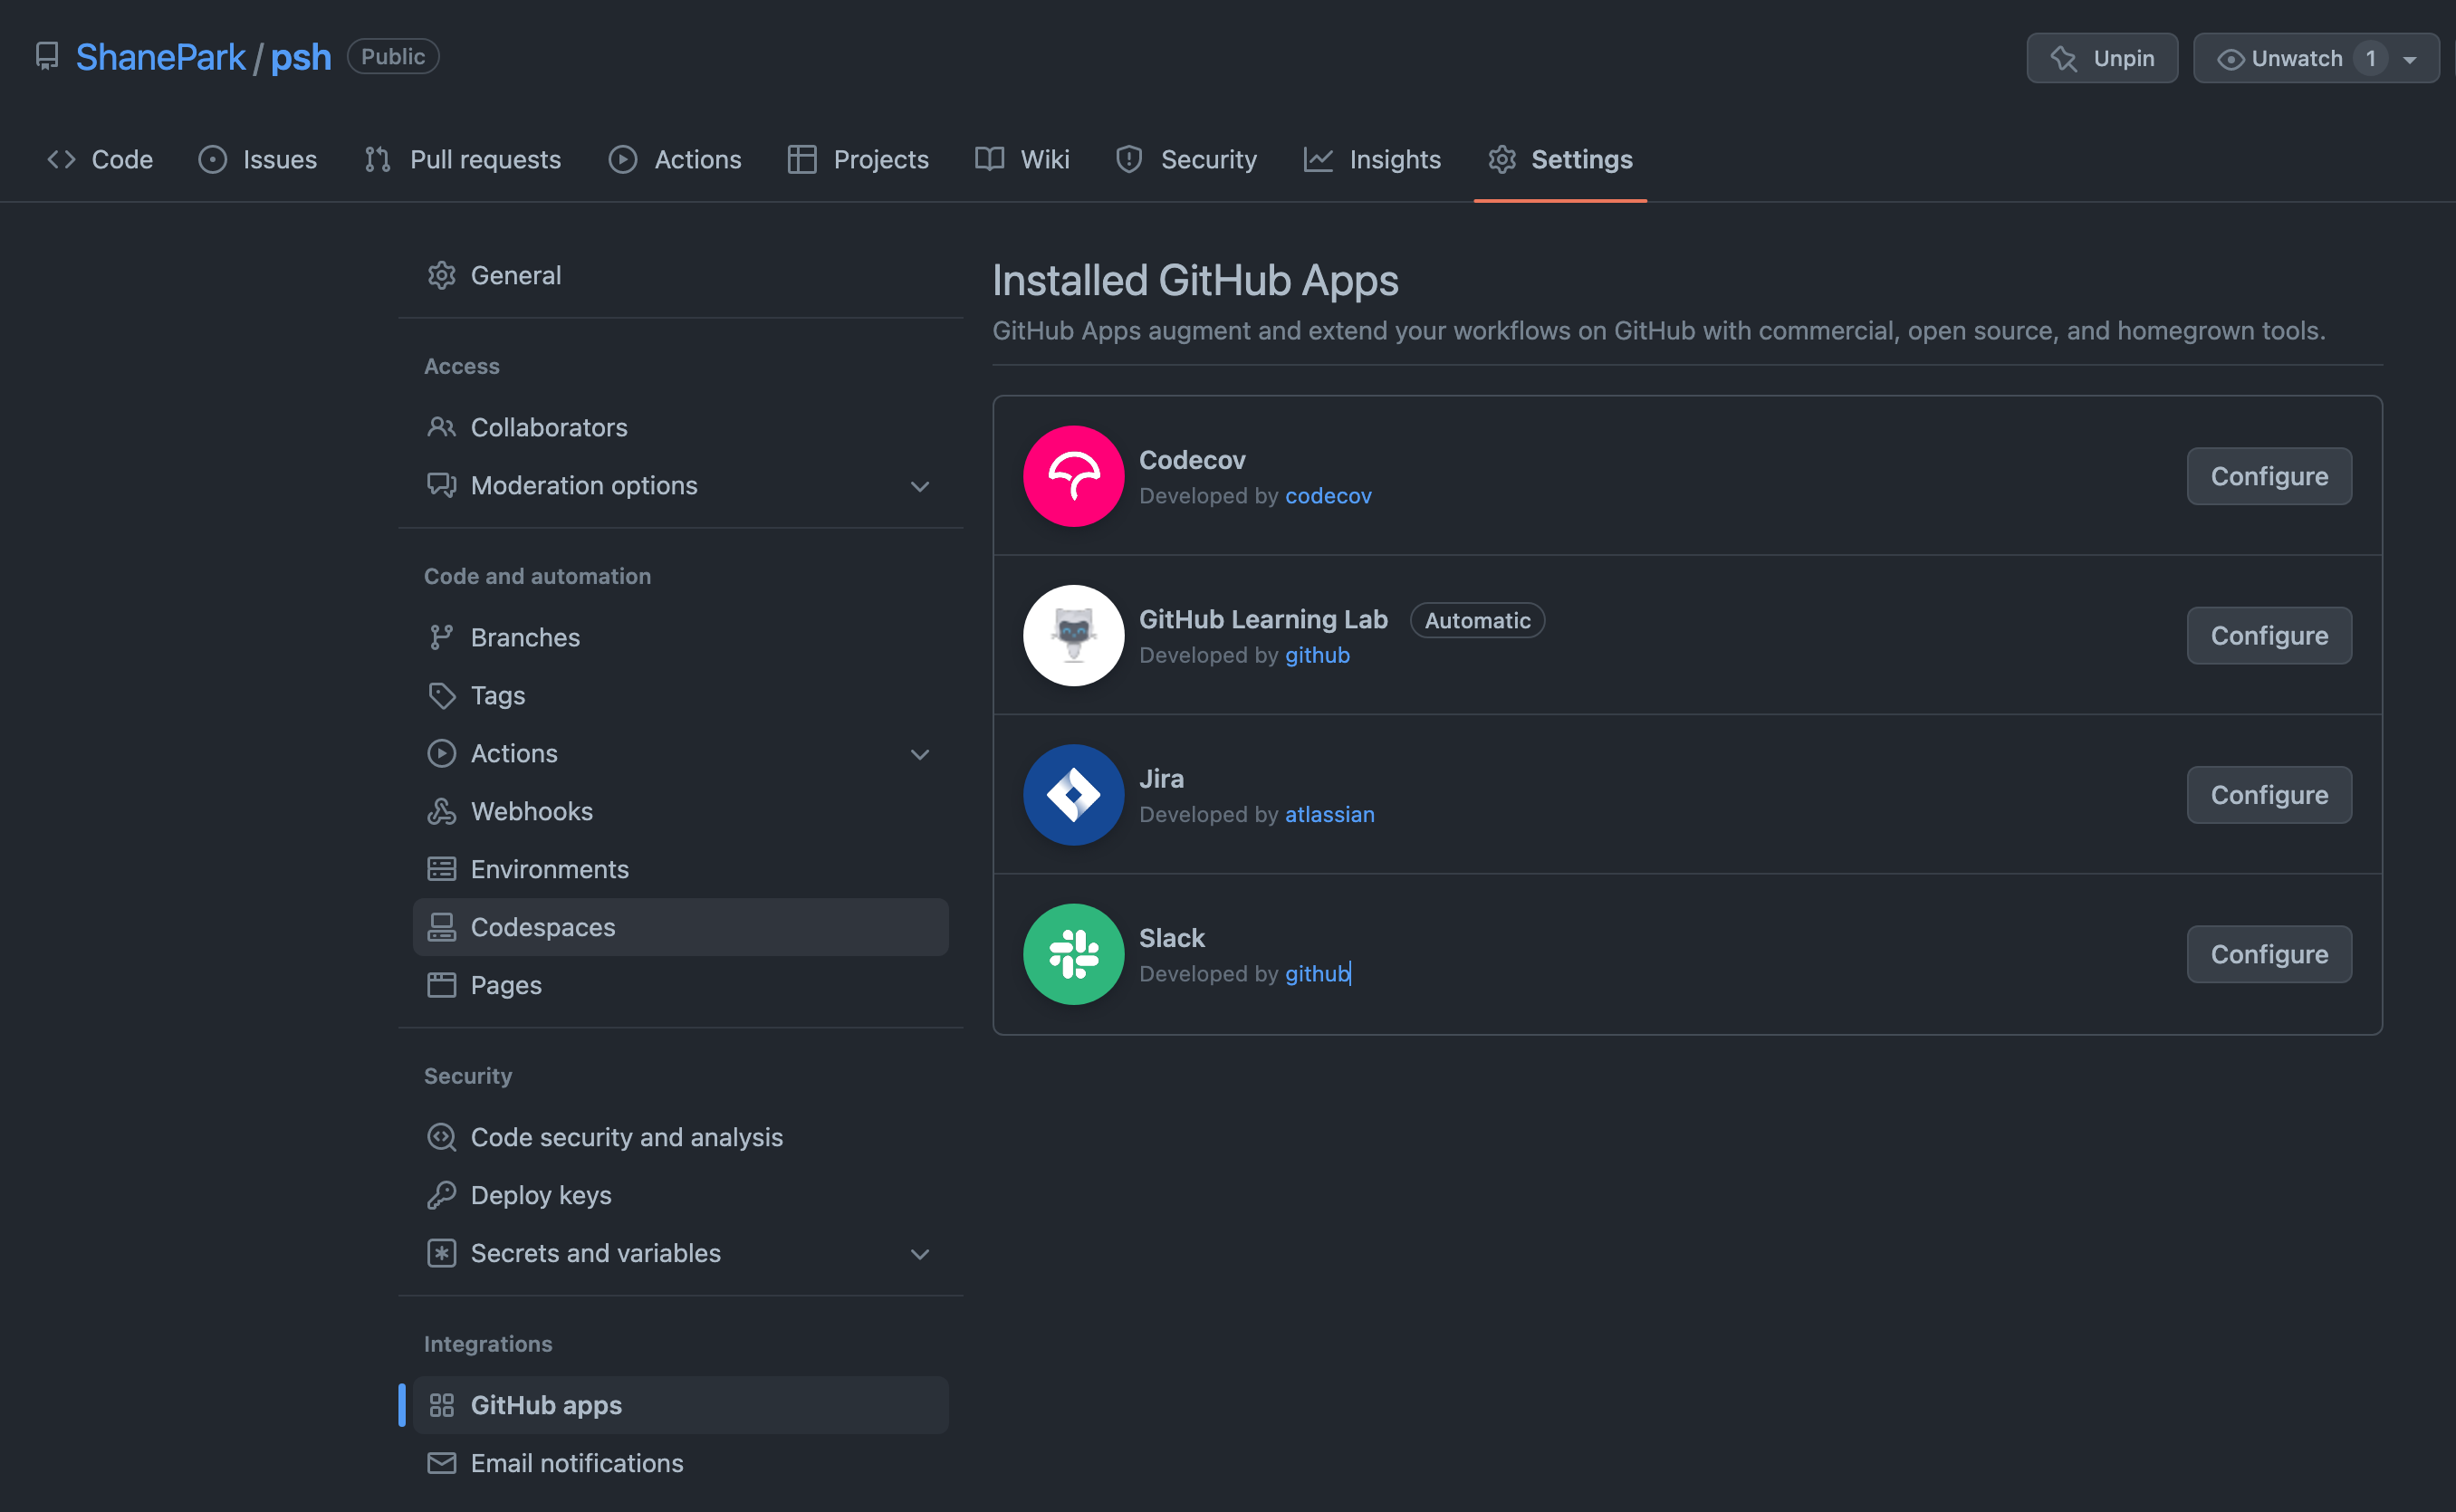 ShanePark / psh Public
Unpin
Unwatch 1
Code
Issues
Pull requests
Actions
Projects
Wiki
Security
Insights
Settings
General
Access
Collaborators
Moderation options
Code and automation
Branches
Tags
Actions
Webhooks
Environments
Codespaces
Pages
Security
Code security and analysis
Deploy keys
Secrets and variables
Integrations
GitHub apps
Email notifications
Installed GitHub Apps
GitHub Apps augment and extend your workflows on GitHub with commercial, open source, and homegrown tools.
Codecov
Developed by codecov
Configure
GitHub Learning Lab Automatic
Developed by github
Configure
Jira
Developed by atlassian
Configure
Slack
Developed by github
Configure